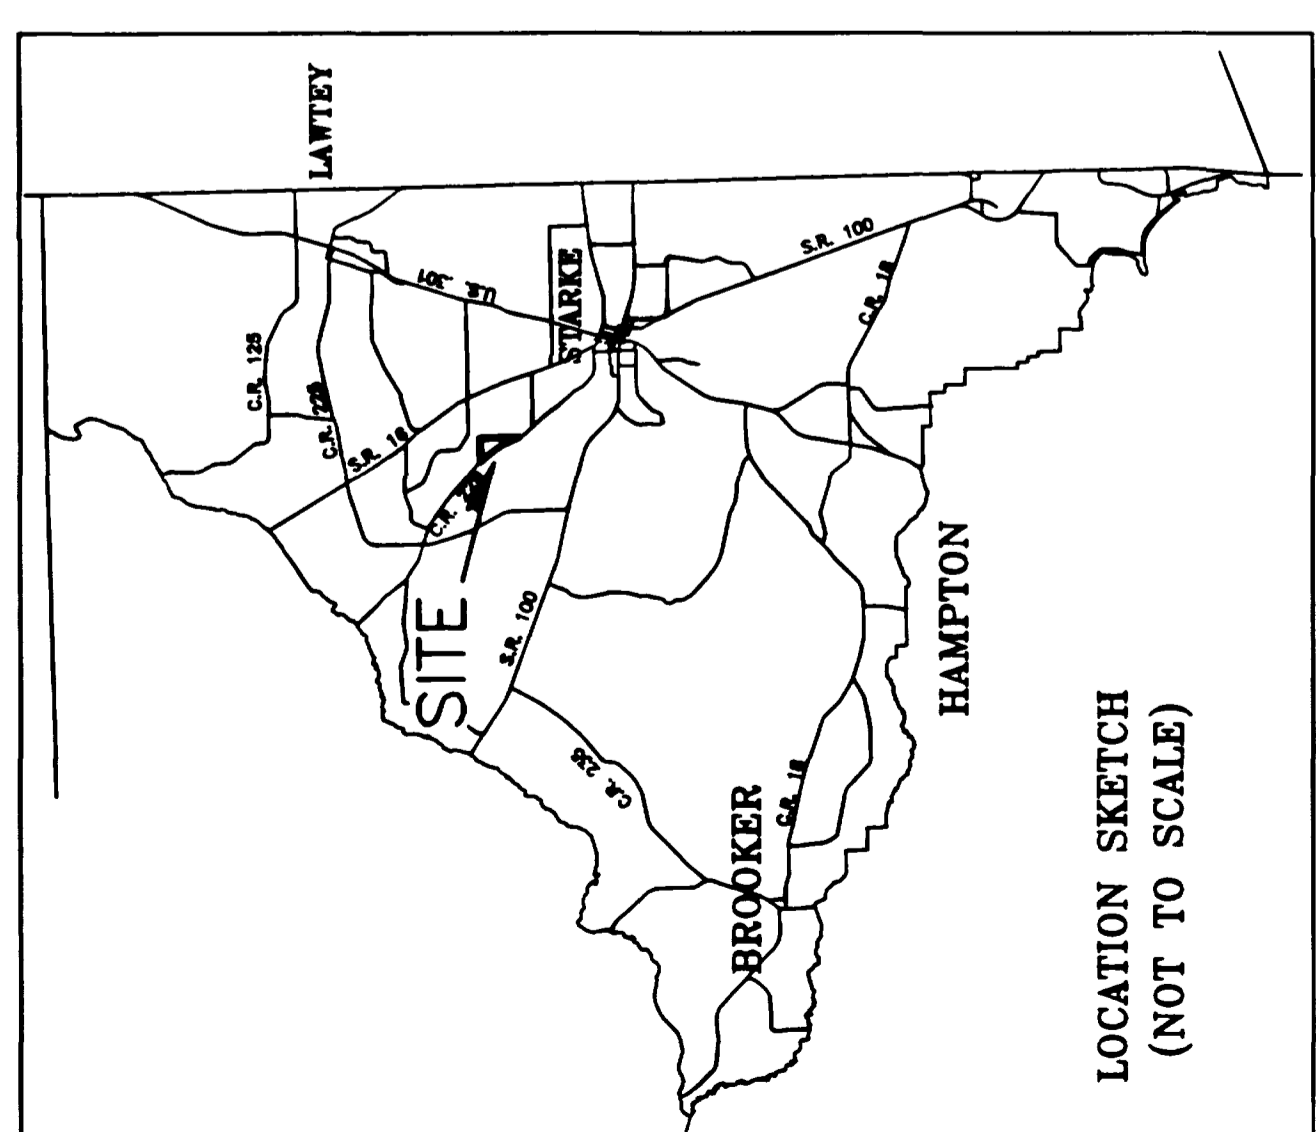 C.R. 125
LAWTEY
C.R. 225
S.R. 16
U.S. 301
C.R.
SITE
S.R. 100
STARKE
C.R. 235
BROOKER
C.R. 18
S.R. 100
C.R. 18
HAMPTON
LOCATION SKETCH
(NOT TO SCALE)